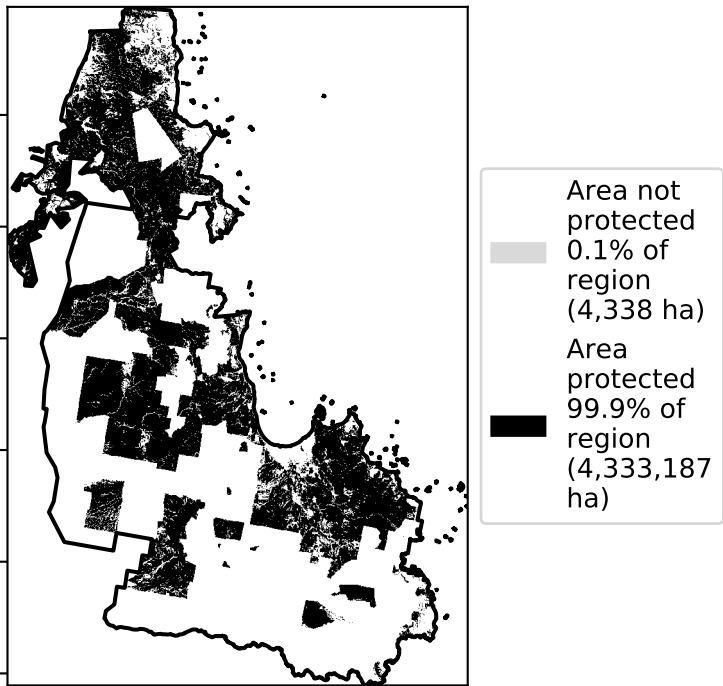 Area not
protected
0.1% of
region
(4,338 ha)
Area
protected
99.9% of
region
(4,333,187
ha)